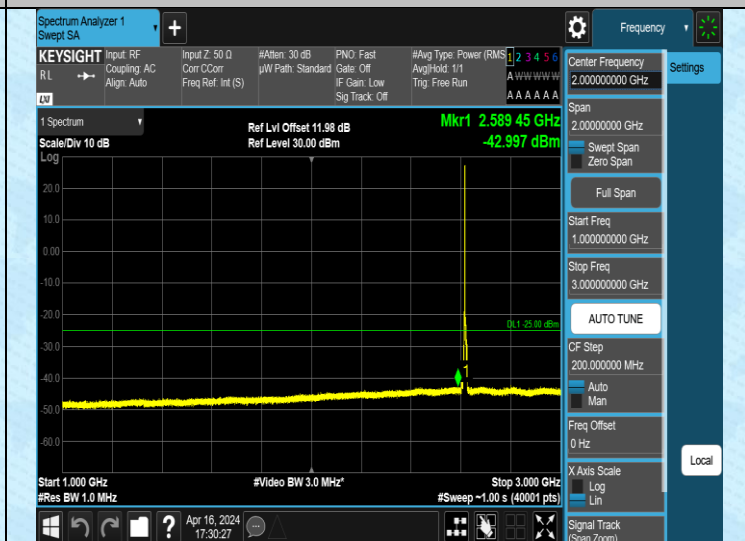 Spectrum Analyzer 1
Swept SA
+
Frequency
KEYSIGHT
RL
LXI
Input: RF
Coupling: AC
Align: Auto
Input Z: 50 Ω
Corr CCorr
Freq Ref: Int (S)
#Atten: 30 dB
µW Path: Standard
PNO: Fast
Gate: Off
IF Gain: Low
Sig Track: Off
#Avg Type: Power (RMS
Avg|Hold: 1/1
Trig: Free Run
1 2 3 4 5 6
A W W W W W
A A A A A A
Center Frequency
2.000000000 GHz
Settings
Span
2.00000000 GHz
Swept Span
Zero Span
Full Span
Start Freq
1.000000000 GHz
Stop Freq
3.000000000 GHz
AUTO TUNE
CF Step
200.000000 MHz
Auto
Man
Freq Offset
0 Hz
X Axis Scale
Log
Lin
Signal Track
(Span Zoom)
Local
1 Spectrum
Scale/Div 10 dB
Ref Lvl Offset 11.98 dB
Ref Level 30.00 dBm
Mkr1 2.589 45 GHz
-42.997 dBm
Log
20.0
10.0
0.00
-10.0
-20.0
DL1 -25.00 dBm
-30.0
-40.0
1
-50.0
-60.0
Start 1.000 GHz
#Res BW 1.0 MHz
#Video BW 3.0 MHz*
Stop 3.000 GHz
#Sweep ~1.00 s (40001 pts)
?
Apr 16, 2024
17:30:27